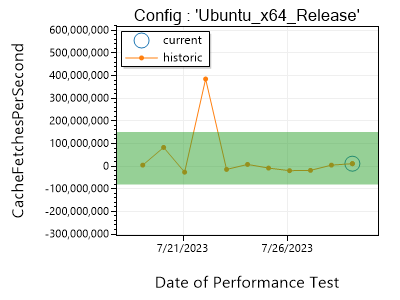 Config : 'Ubuntu_x64_Release'
CacheFetchesPerSecond
600,000,000
500,000,000
400,000,000
300,000,000
200,000,000
100,000,000
0
-100,000,000
-200,000,000
-300,000,000
current
historic
7/21/2023
7/26/2023
Date of Performance Test